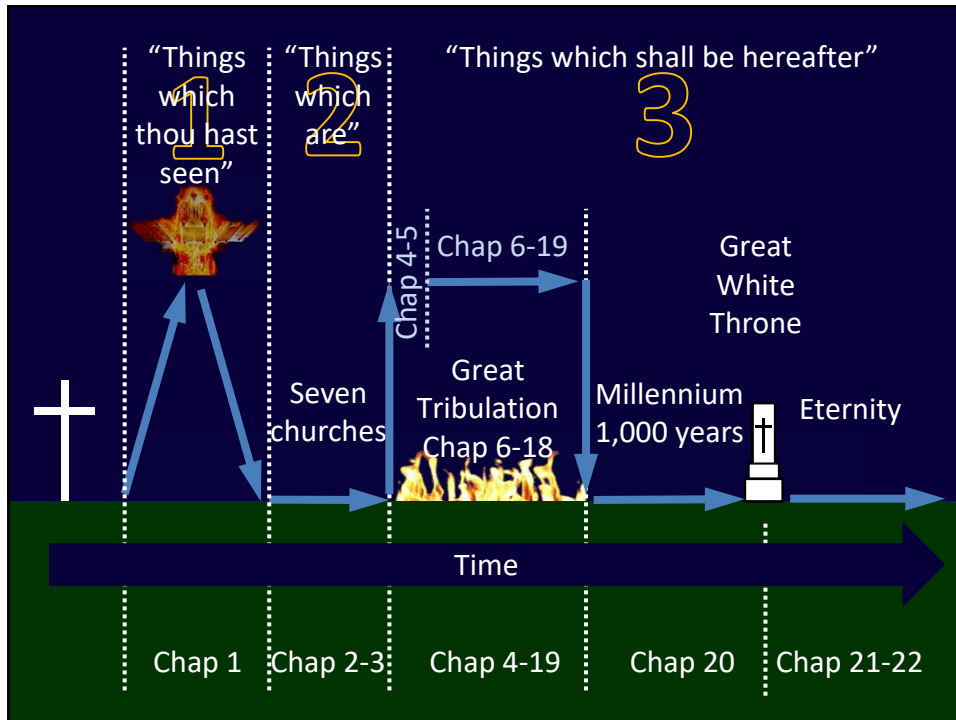 “Things
which
thou hast
seen”
1
“Things
which
are”
2
“Things which shall be hereafter”
3
Chap 4-5
Chap 6-19
Great
White
Throne
Seven
churches
Great
Tribulation
Chap 6-18
Millennium
1,000 years
Eternity
Time
Chap 1
Chap 2-3
Chap 4-19
Chap 20
Chap 21-22